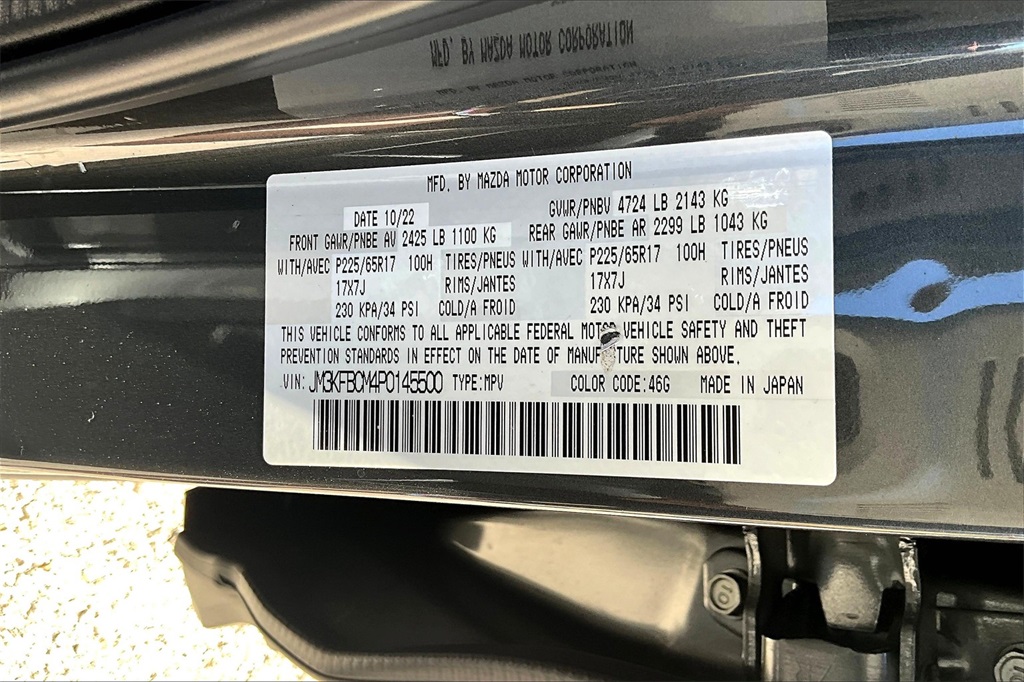 MFD. BY MAZDA MOTOR CORPORATION
DATE 10/22 GVWR/PNBV 4724 LB 2143 KG
FRONT GAWR/PNBE AV 2425 LB 1100 KG REAR GAWR/PNBE AR 2299 LB 1043 KG
WITH/AVEC P225/65R17 100H TIRES/PNEUS WITH/AVEC P225/65R17 100H TIRES/PNEUS
17X7J RIMS/JANTES 17X7J RIMS/JANTES
230 KPA/34 PSI COLD/A FROID 230 KPA/34 PSI COLD/A FROID
THIS VEHICLE CONFORMS TO ALL APPLICABLE FEDERAL MOTOR VEHICLE SAFETY AND THEFT
PREVENTION STANDARDS IN EFFECT ON THE DATE OF MANUFACTURE SHOWN ABOVE.
VIN: JM3KFBCM4P0145500 TYPE:MPV COLOR CODE:46G MADE IN JAPAN